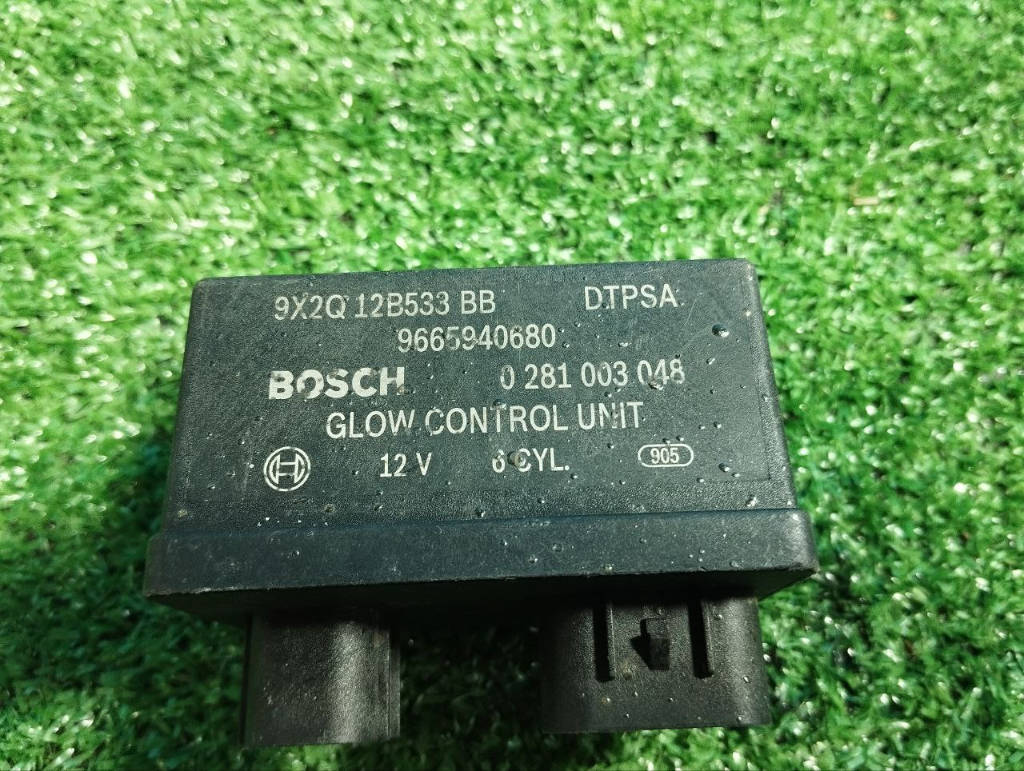 9X2Q 12B533 BB DTPSA
9665940680
BOSCH 0 281 003 048
GLOW CONTROL UNIT
12 V 6 CYL. 905